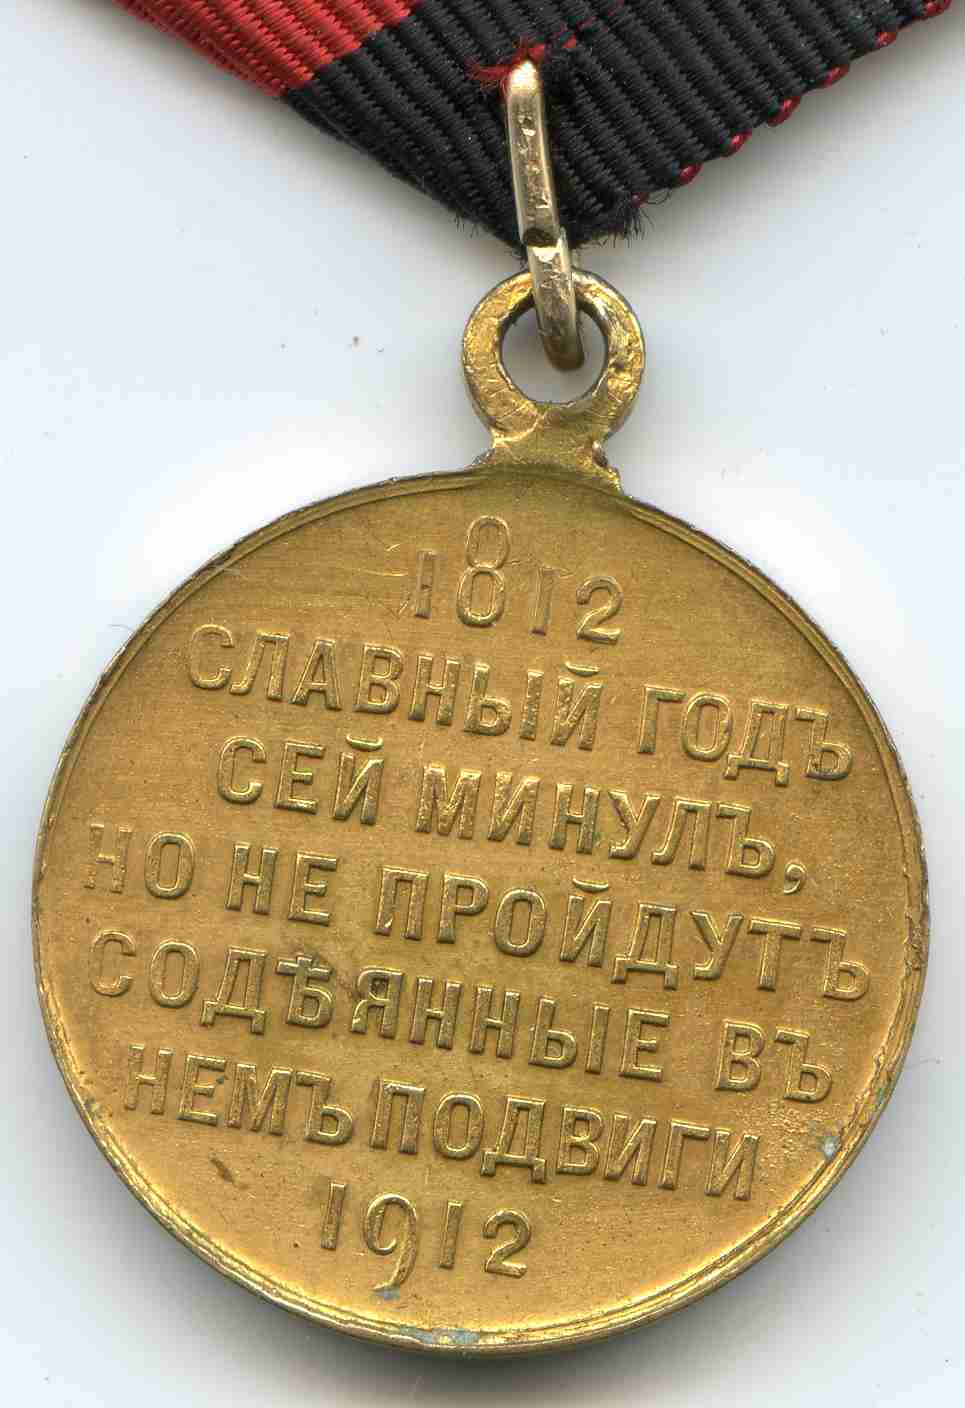 1812
СЛАВНЫЙ ГОДЪ
СЕЙ МИНУЛЪ,
НО НЕ ПРОЙДУТЪ
СОДѢЯННЫЕ ВЪ
НЕМЪ ПОДВИГИ
1912